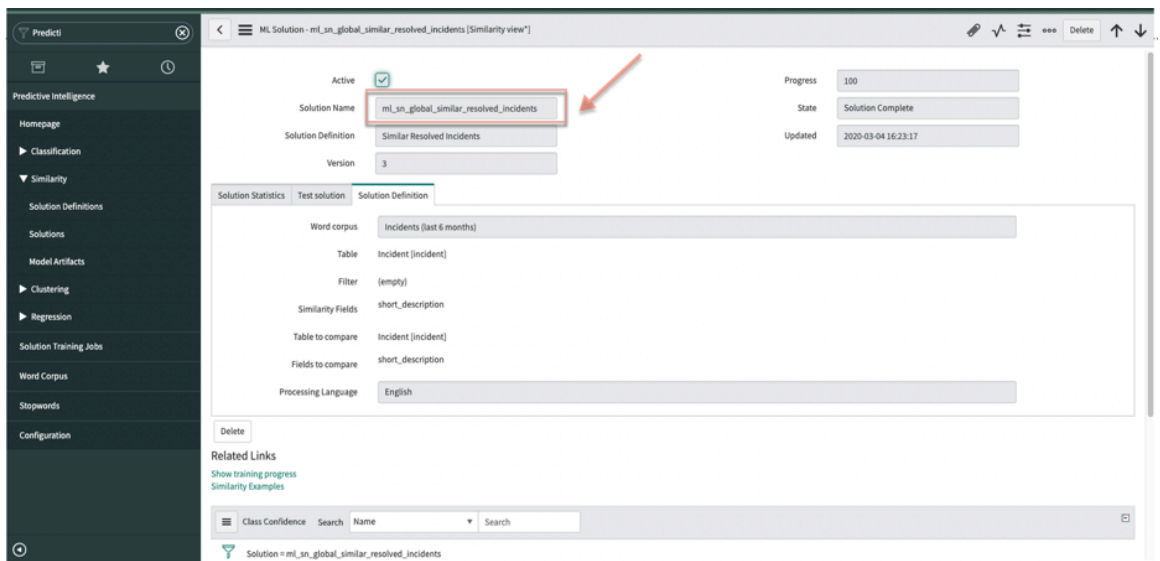 Predicti
Predictive Intelligence
Homepage
Classification
Similarity
Solution Definitions
Solutions
Model Artifacts
Clustering
Regression
Solution Training Jobs
Word Corpus
Stopwords
Configuration
ML Solution - ml_sn_global_similar_resolved_incidents [Similarity view*]
Delete
Active
Solution Name ml_sn_global_similar_resolved_incidents
Solution Definition Similar Resolved Incidents
Version 3
Progress 100
State Solution Complete
Updated 2020-03-04 16:23:17
Solution Statistics Test solution Solution Definition
Word corpus Incidents (last 6 months)
Table Incident [incident]
Filter (empty)
Similarity Fields short_description
Table to compare Incident [incident]
Fields to compare short_description
Processing Language English
Delete
Related Links
Show training progress
Similarity Examples
Class Confidence Search Name Search
Solution = ml_sn_global_similar_resolved_incidents